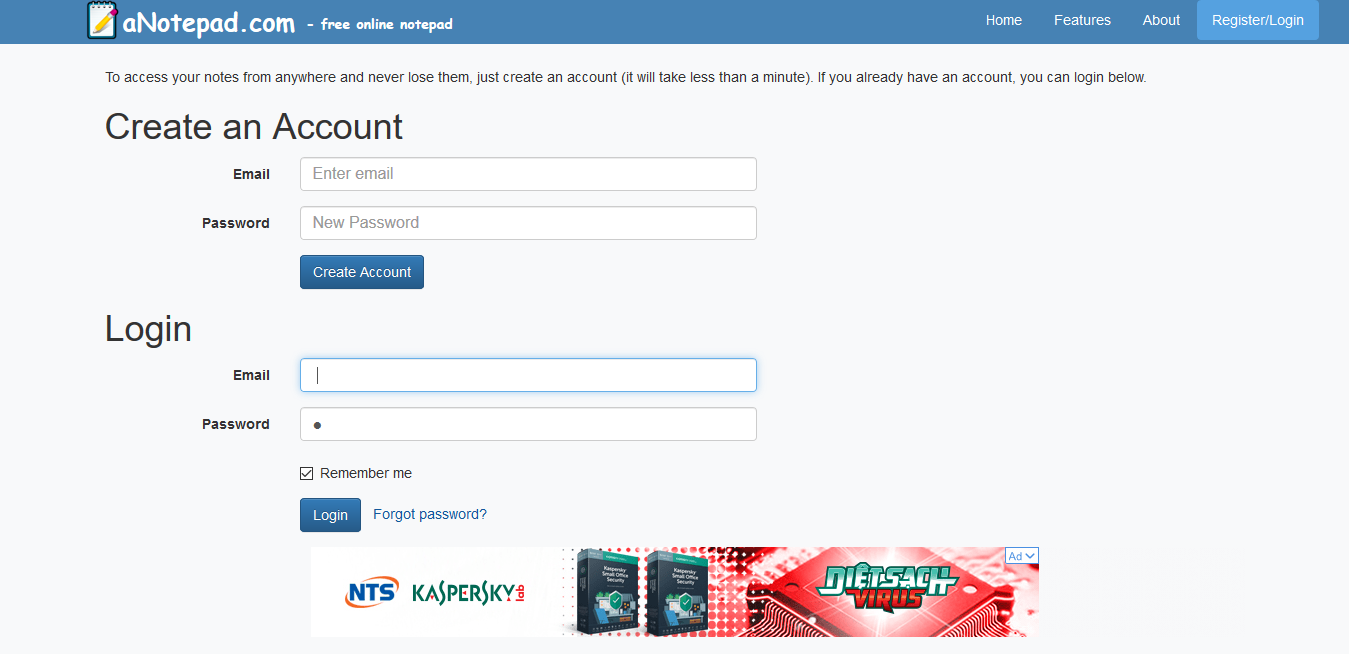 aNotepad.com - free online notepad
Home Features About Register/Login
To access your notes from anywhere and never lose them, just create an account (it will take less than a minute). If you already have an account, you can login below.
Create an Account
Email Enter email
Password New Password
Create Account
Login
Email
Password
Remember me
Login Forgot password?
Ad
NTS KASPERSKY lab
Kaspersky Small Office Security
Kaspersky Small Office Security
DIỆT SẠCH
VIRUS